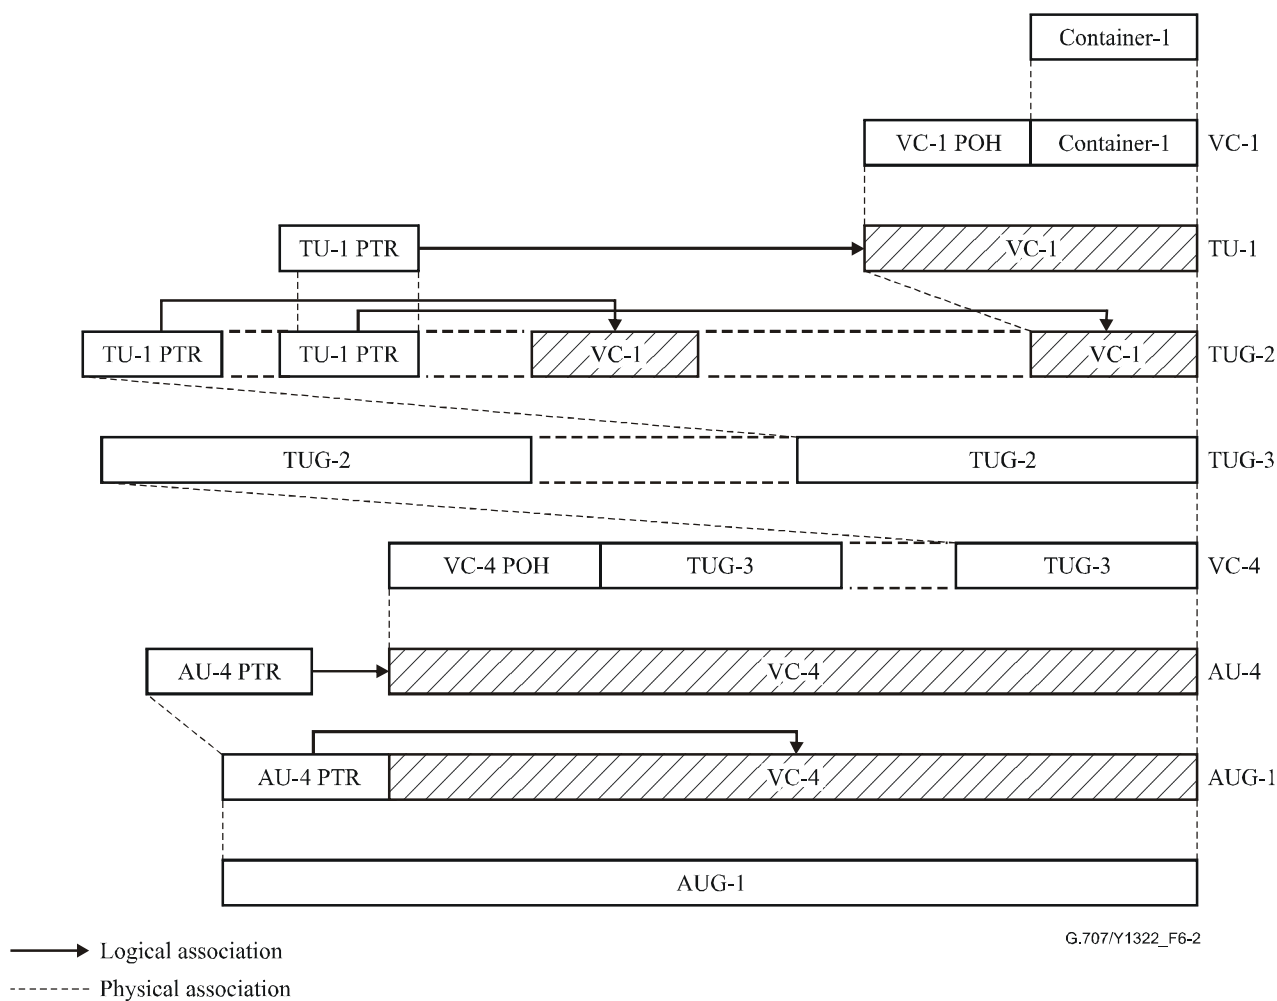 Container-1
VC-1 POH Container-1 VC-1
TU-1 PTR VC-1 TU-1
TU-1 PTR TU-1 PTR VC-1 VC-1 TUG-2
TUG-2 TUG-2 TUG-3
VC-4 POH TUG-3 TUG-3 VC-4
AU-4 PTR VC-4 AU-4
AU-4 PTR VC-4 AUG-1
AUG-1
G.707/Y1322_F6-2
Logical association
Physical association